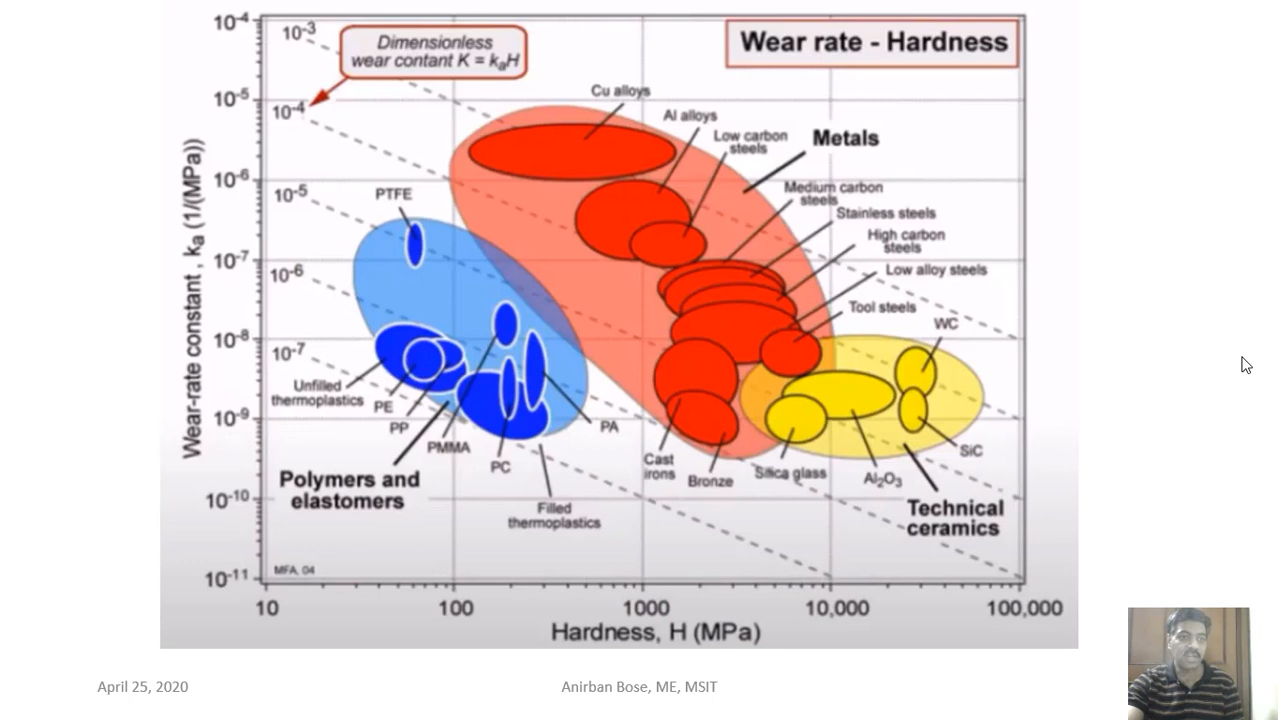 Wear rate - Hardness
Dimensionless
wear contant K = kₐH
10⁻³
10⁻⁴
10⁻⁵
10⁻⁶
10⁻⁷
Wear-rate constant , kₐ (1/(MPa))
10⁻⁴
10⁻⁵
10⁻⁶
10⁻⁷
10⁻⁸
10⁻⁹
10⁻¹⁰
10⁻¹¹
Cu alloys
Al alloys
Low carbon
steels
Metals
Medium carbon
steels
Stainless steels
High carbon
steels
Low alloy steels
Tool steels
WC
PTFE
Unfilled
thermoplastics
PE
PP
PMMA
PC
PA
Filled
thermoplastics
Polymers and
elastomers
Cast
irons
Bronze
Silica glass
Al₂O₃
SiC
Technical
ceramics
MFA, 04
10
100
1000
10,000
100,000
Hardness, H (MPa)
April 25, 2020
Anirban Bose, ME, MSIT